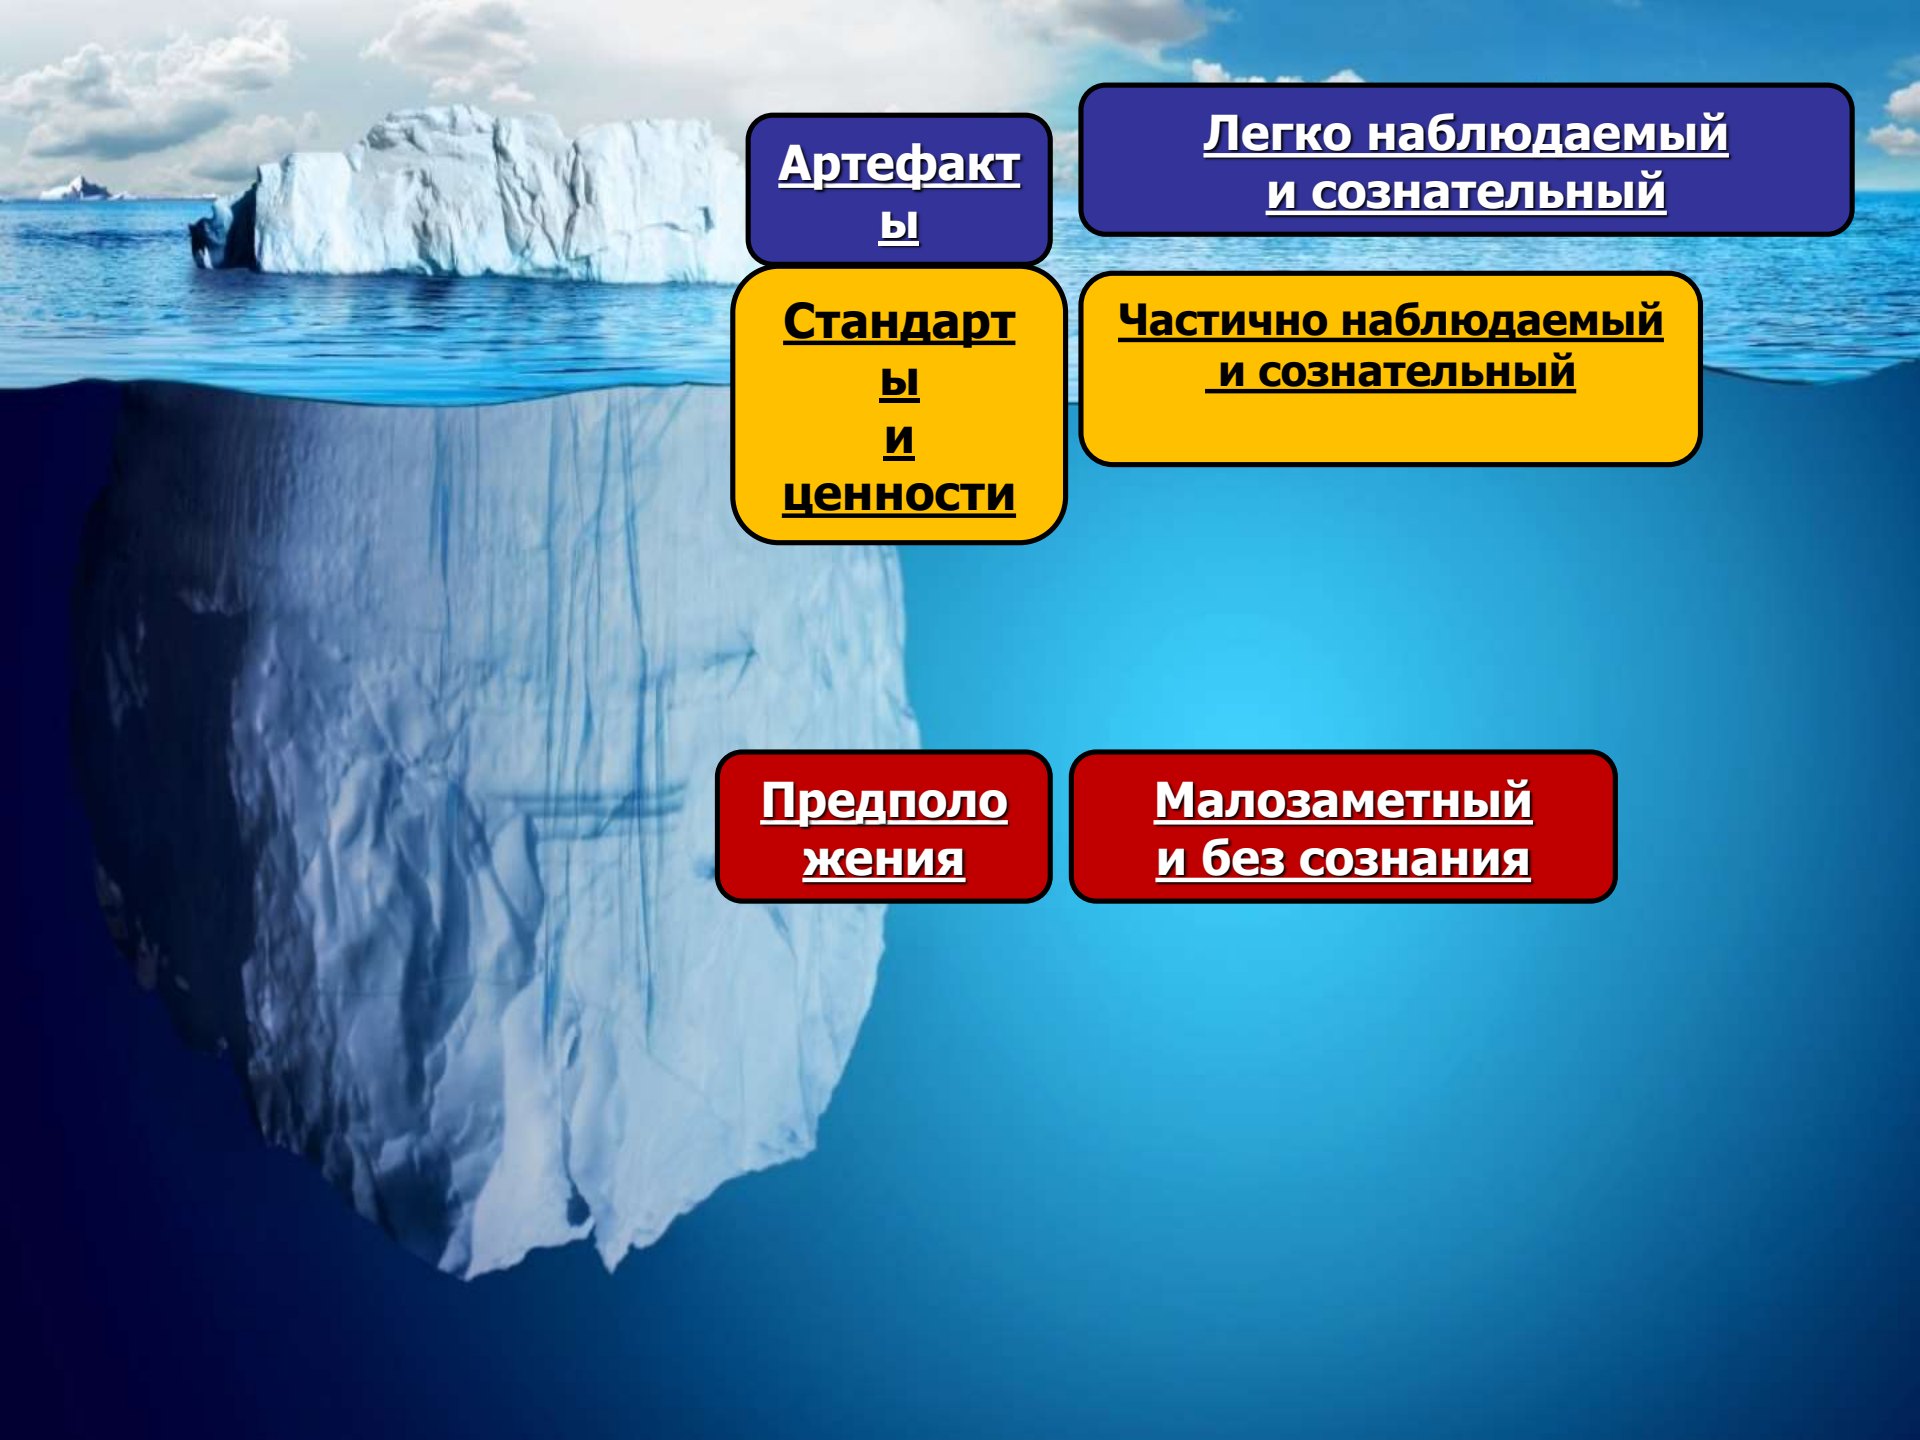 Артефакт
ы
Легко наблюдаемый
и сознательный
Стандарт
ы
и
ценности
Частично наблюдаемый
и сознательный
Предполо
жения
Малозаметный
и без сознания